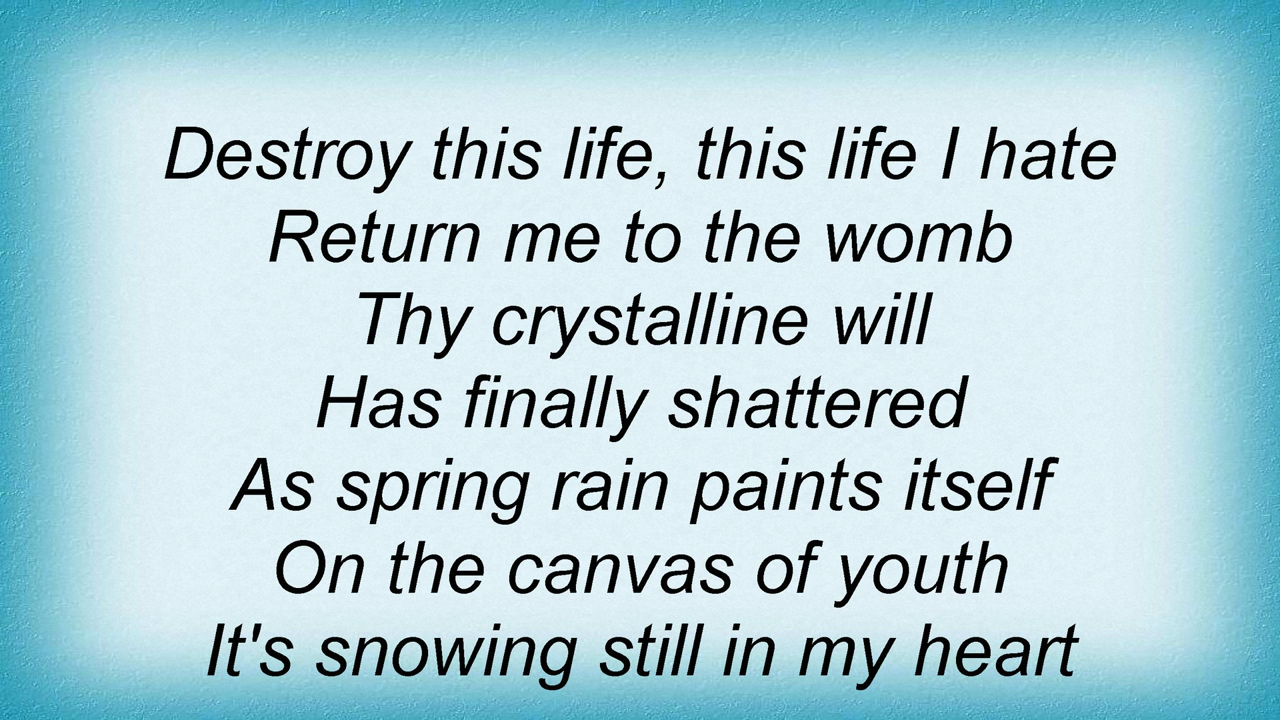 Destroy this life, this life I hate
Return me to the womb
Thy crystalline will
Has finally shattered
As spring rain paints itself
On the canvas of youth
It's snowing still in my heart